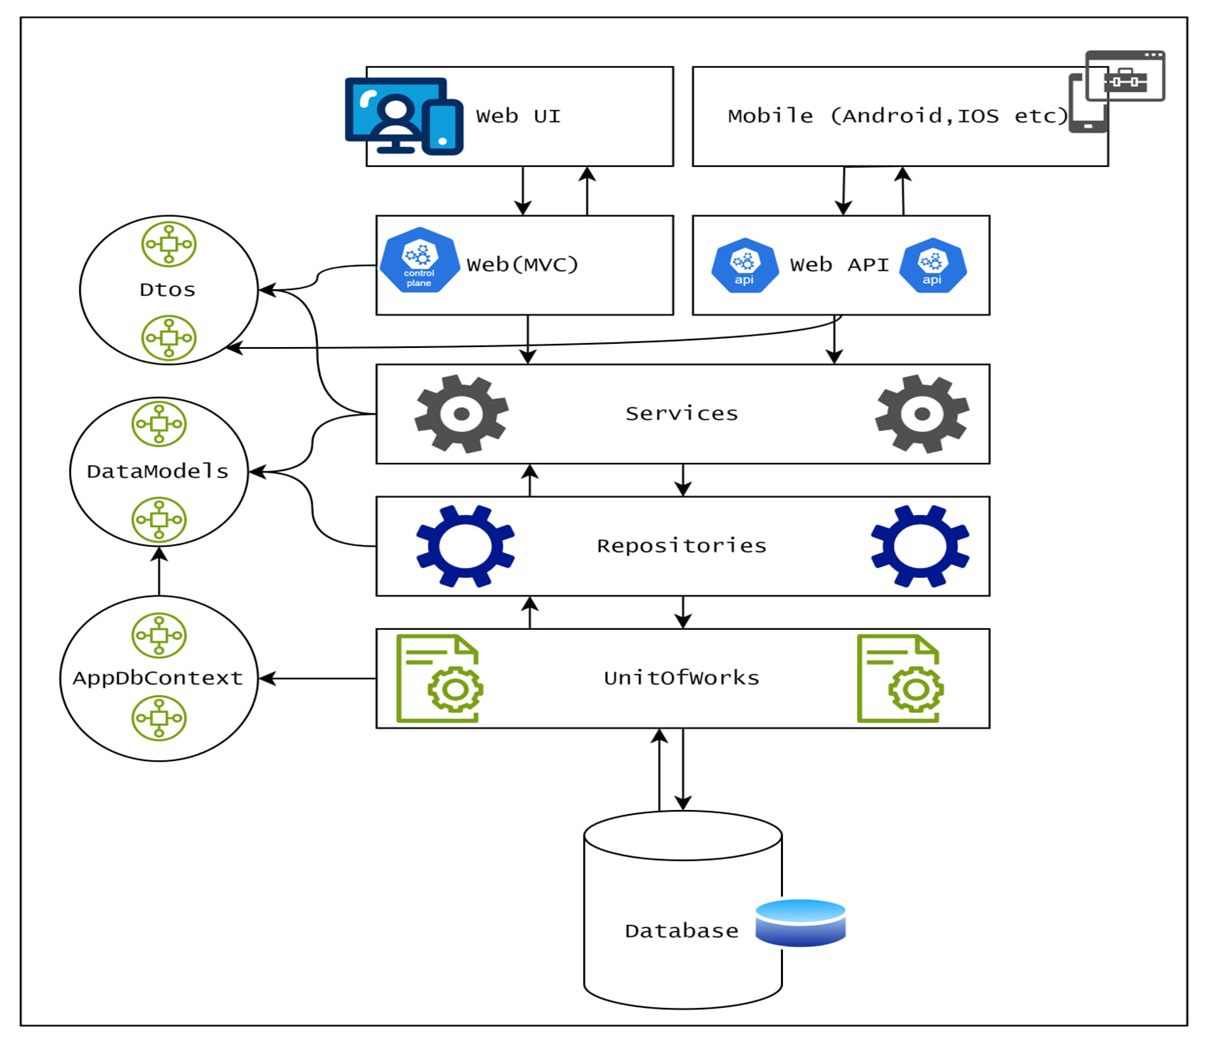 Web UI
Mobile (Android,IOS etc)
control
plane
Web(MVC)
api
Web API
api
Dtos
Services
DataModels
Repositories
AppDbContext
UnitOfWorks
Database